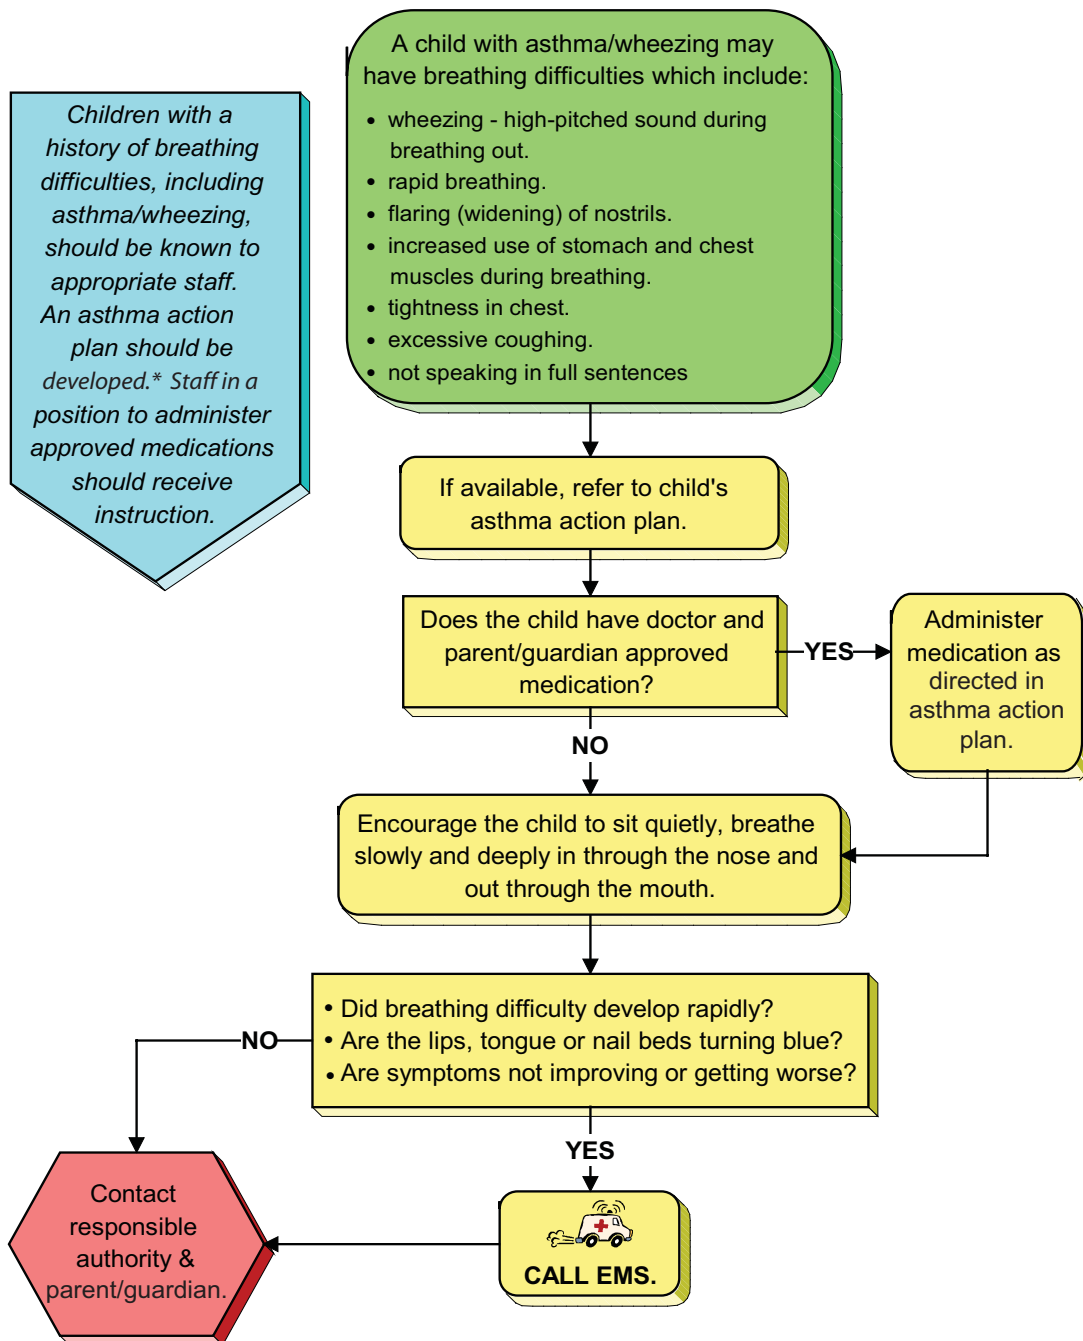 A child with asthma/wheezing may
have breathing difficulties which include:
• wheezing - high-pitched sound during
breathing out.
• rapid breathing.
• flaring (widening) of nostrils.
• increased use of stomach and chest
muscles during breathing.
• tightness in chest.
• excessive coughing.
• not speaking in full sentences
Children with a
history of breathing
difficulties, including
asthma/wheezing,
should be known to
appropriate staff.
An asthma action
plan should be
developed.* Staff in a
position to administer
approved medications
should receive
instruction.
If available, refer to child's
asthma action plan.
Does the child have doctor and
parent/guardian approved
medication?
YES
Administer
medication as
directed in
asthma action
plan.
NO
Encourage the child to sit quietly, breathe
slowly and deeply in through the nose and
out through the mouth.
• Did breathing difficulty develop rapidly?
• Are the lips, tongue or nail beds turning blue?
• Are symptoms not improving or getting worse?
NO
YES
Contact
responsible
authority &
parent/guardian.
CALL EMS.